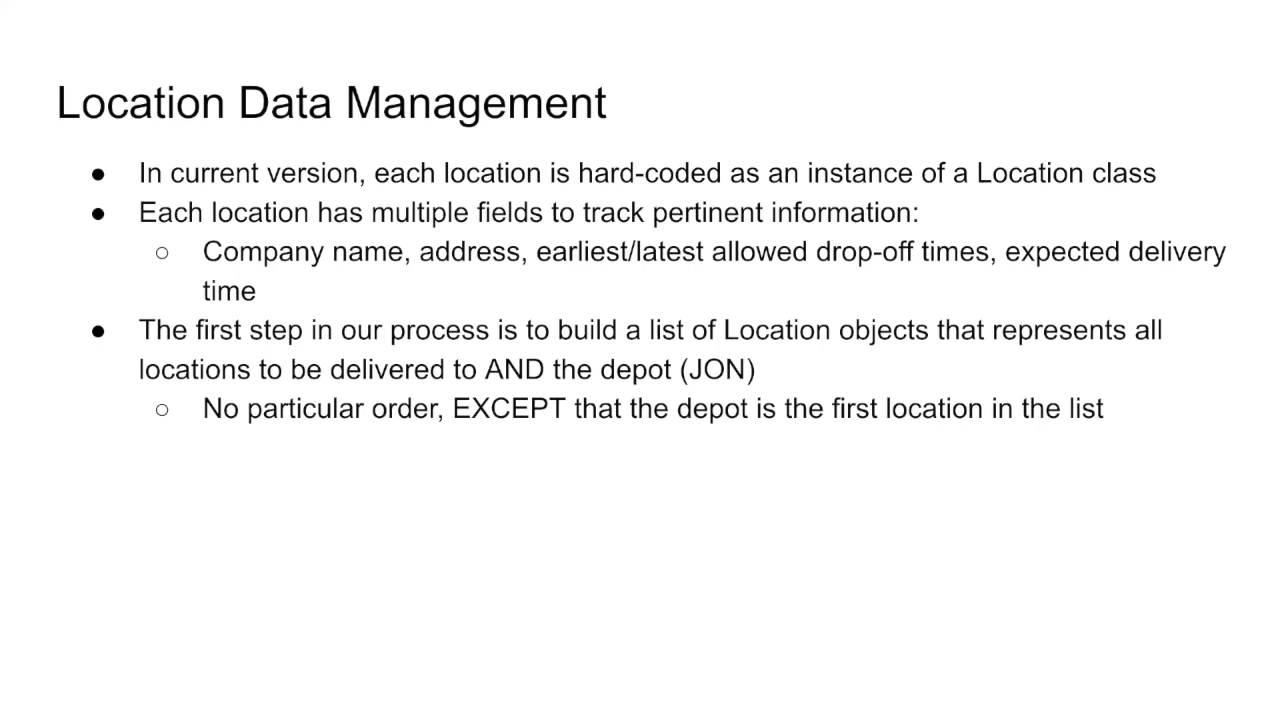 Location Data Management
● In current version, each location is hard-coded as an instance of a Location class
● Each location has multiple fields to track pertinent information:
○ Company name, address, earliest/latest allowed drop-off times, expected delivery
time
● The first step in our process is to build a list of Location objects that represents all
locations to be delivered to AND the depot (JON)
○ No particular order, EXCEPT that the depot is the first location in the list